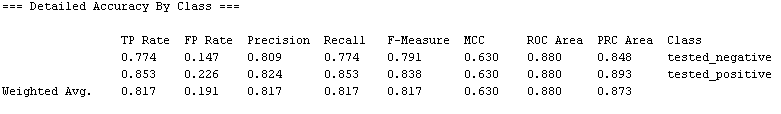 === Detailed Accuracy By Class ===
TP Rate FP Rate Precision Recall F-Measure MCC ROC Area PRC Area Class
0.774 0.147 0.809 0.774 0.791 0.630 0.880 0.848 tested_negative
0.853 0.226 0.824 0.853 0.838 0.630 0.880 0.893 tested_positive
Weighted Avg. 0.817 0.191 0.817 0.817 0.817 0.630 0.880 0.873